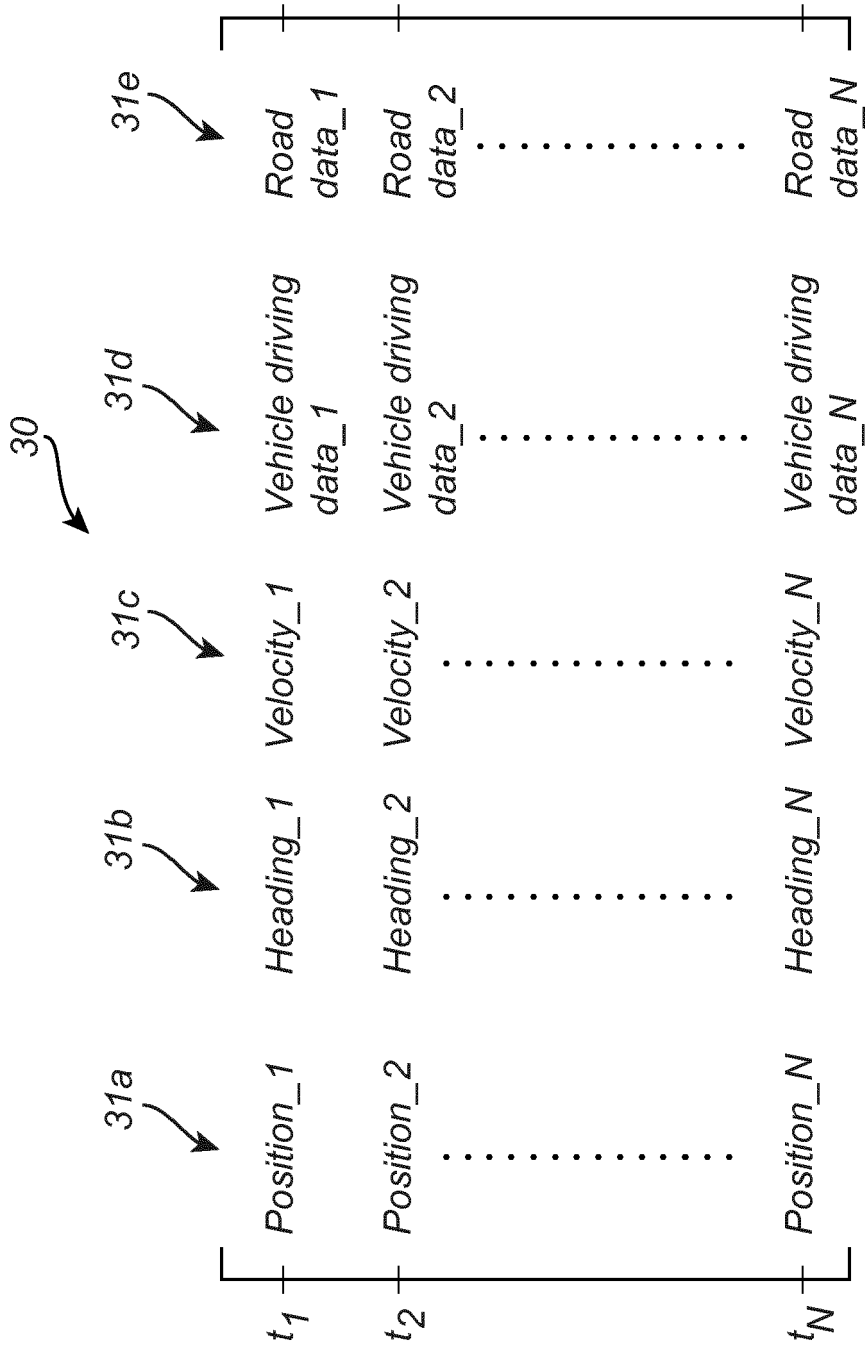 30
31a 31b 31c 31d 31e
t1 Position_1 Heading_1 Velocity_1 Vehicle driving Road
data_1 data_1
t2 Position_2 Heading_2 Velocity_2 Vehicle driving Road
data_2 data_2
tN Position_N Heading_N Velocity_N Vehicle driving Road
data_N data_N